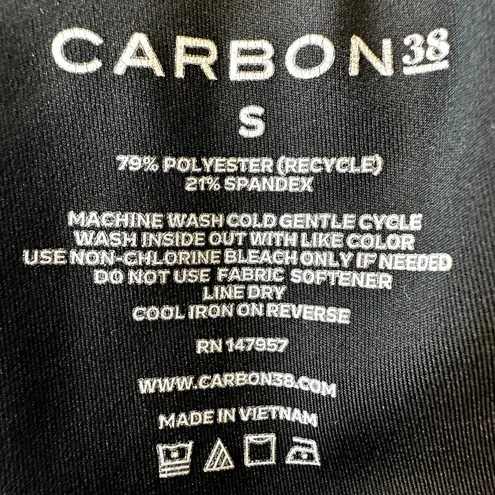 CARBON38
S
79% POLYESTER (RECYCLE)
21% SPANDEX
MACHINE WASH COLD GENTLE CYCLE
WASH INSIDE OUT WITH LIKE COLOR
USE NON-CHLORINE BLEACH ONLY IF NEEDED
DO NOT USE FABRIC SOFTENER
LINE DRY
COOL IRON ON REVERSE
RN 147957
WWW.CARBON38.COM
MADE IN VIETNAM